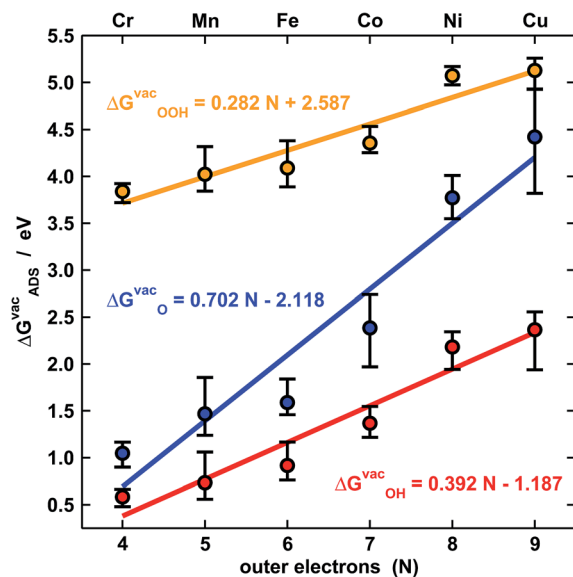 Cr Mn Fe Co Ni Cu
5.5
5.0
4.5
4.0
3.5
3.0
2.5
2.0
1.5
1.0
0.5
ΔG^vac_ADS / eV
ΔG^vac_OOH = 0.282 N + 2.587
ΔG^vac_O = 0.702 N - 2.118
ΔG^vac_OH = 0.392 N - 1.187
4 5 6 7 8 9
outer electrons (N)